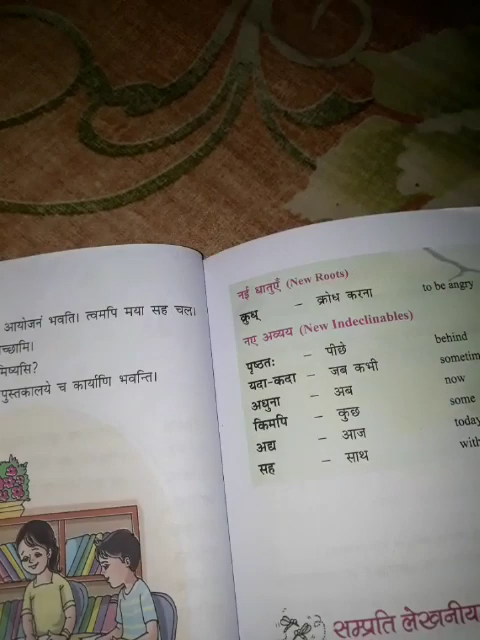 आयोजनं भवति। त्वमपि मया सह चल।
पुस्तकालये च कार्याणि भवन्ति।
नई धातुएँ (New Roots)
क्रुध् – क्रोध करना to be angry
नए अव्यय (New Indeclinables)
पृष्ठतः – पीछे behind
यदा-कदा – जब कभी sometim
अधुना – अब now
किमपि – कुछ some
अद्य – आज today
सह – साथ with
सम्प्रति लेखनीय